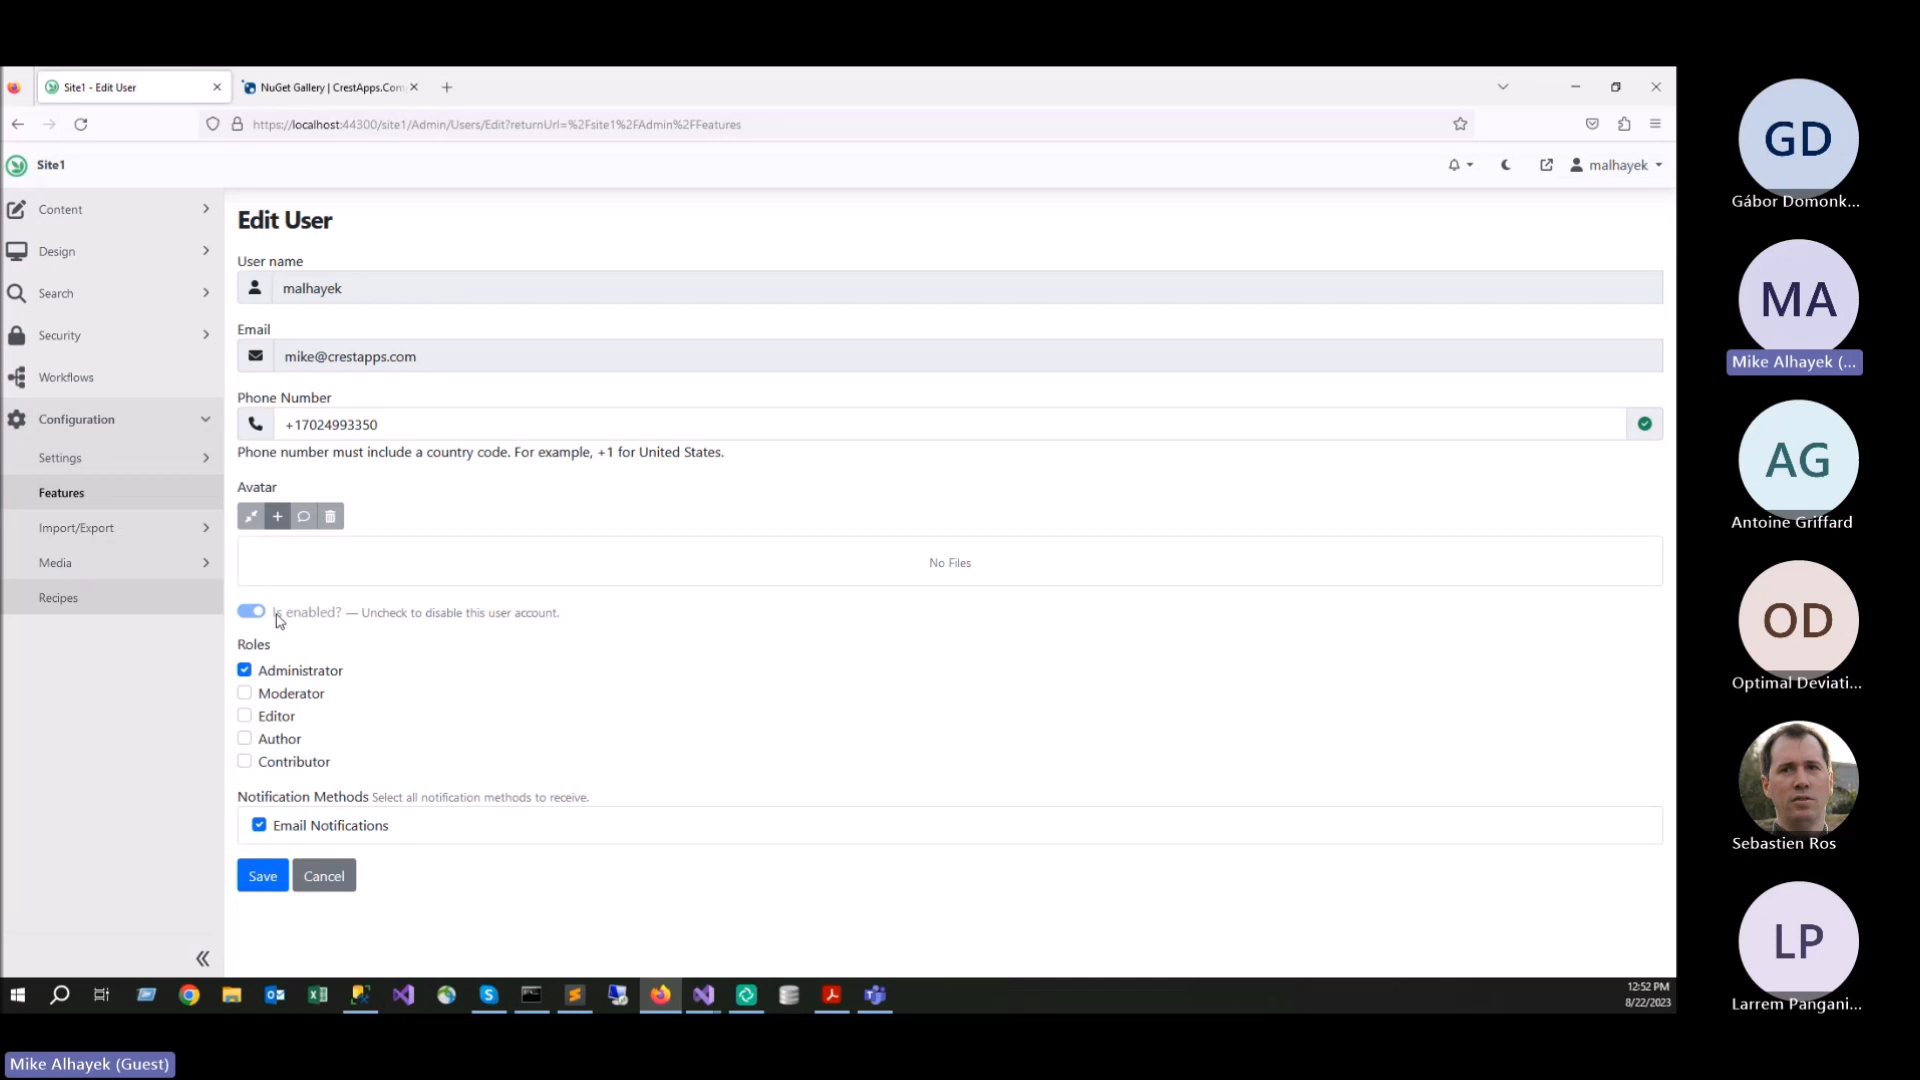 Site1 - Edit User
NuGet Gallery | CrestApps.Com
https://localhost:44300/site1/Admin/Users/Edit?returnUrl=%2Fsite1%2FAdmin%2FFeatures
Site1
malhayek
Content
Design
Search
Security
Workflows
Configuration
Settings
Features
Import/Export
Media
Recipes
Edit User
User name
malhayek
Email
mike@crestapps.com
Phone Number
+17024993350
Phone number must include a country code. For example, +1 for United States.
Avatar
No Files
Is enabled? — Uncheck to disable this user account.
Roles
Administrator
Moderator
Editor
Author
Contributor
Notification Methods Select all notification methods to receive.
Email Notifications
Save Cancel
12:52 PM
8/22/2023
GD
Gábor Domonk...
MA
Mike Alhayek (...
AG
Antoine Griffard
OD
Optimal Deviati...
Sebastien Ros
LP
Larrem Pangani...
Mike Alhayek (Guest)